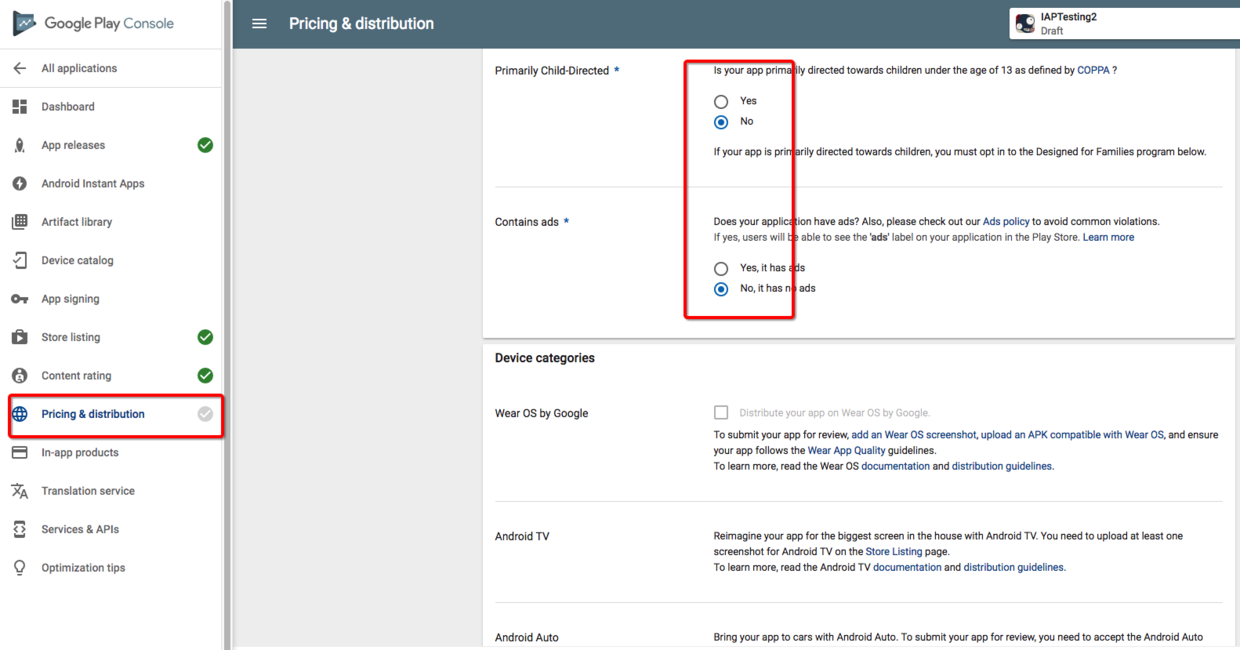 Google Play Console
Pricing & distribution
IAPTesting2
Draft
All applications
Dashboard
App releases
Android Instant Apps
Artifact library
Device catalog
App signing
Store listing
Content rating
Pricing & distribution
In-app products
Translation service
Services & APIs
Optimization tips
Primarily Child-Directed *
Is your app primarily directed towards children under the age of 13 as defined by COPPA ?
Yes
No
If your app is primarily directed towards children, you must opt in to the Designed for Families program below.
Contains ads *
Does your application have ads? Also, please check out our Ads policy to avoid common violations.
If yes, users will be able to see the 'ads' label on your application in the Play Store. Learn more
Yes, it has ads
No, it has no ads
Device categories
Wear OS by Google
Distribute your app on Wear OS by Google.
To submit your app for review, add an Wear OS screenshot, upload an APK compatible with Wear OS, and ensure
your app follows the Wear App Quality guidelines.
To learn more, read the Wear OS documentation and distribution guidelines.
Android TV
Reimagine your app for the biggest screen in the house with Android TV. You need to upload at least one
screenshot for Android TV on the Store Listing page.
To learn more, read the Android TV documentation and distribution guidelines.
Android Auto
Bring your app to cars with Android Auto. To submit your app for review, you need to accept the Android Auto